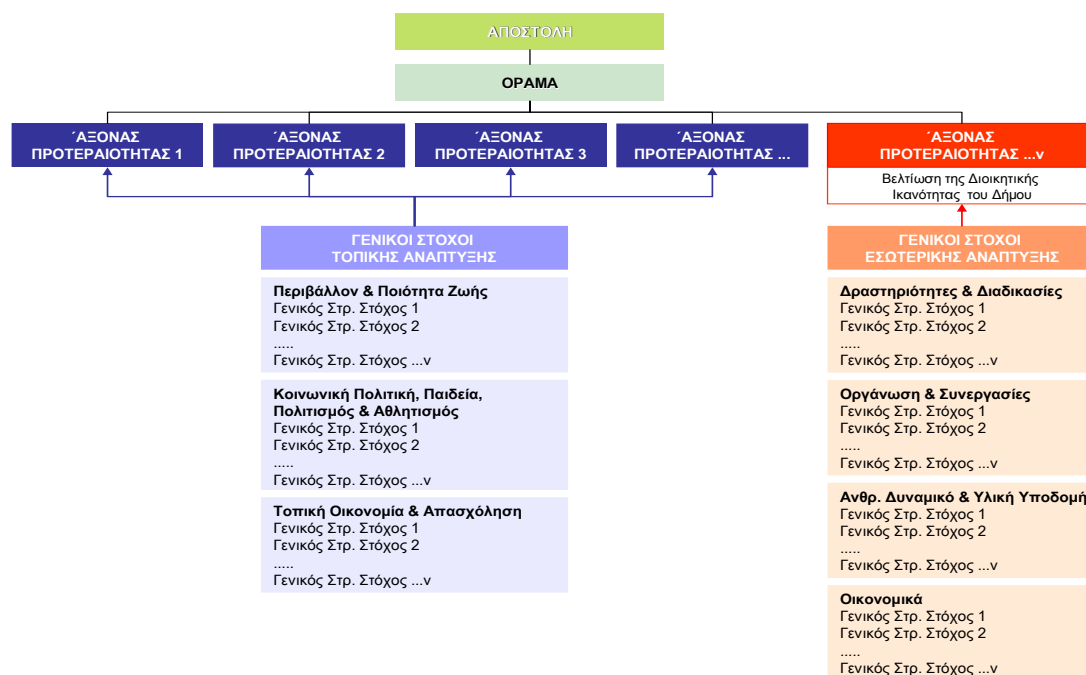 ΑΠΟΣΤΟΛΗ
ΟΡΑΜΑ
΄ΑΞΟΝΑΣ
ΠΡΟΤΕΡΑΙΟΤΗΤΑΣ 1
΄ΑΞΟΝΑΣ
ΠΡΟΤΕΡΑΙΟΤΗΤΑΣ 2
΄ΑΞΟΝΑΣ
ΠΡΟΤΕΡΑΙΟΤΗΤΑΣ 3
΄ΑΞΟΝΑΣ
ΠΡΟΤΕΡΑΙΟΤΗΤΑΣ ...
΄ΑΞΟΝΑΣ
ΠΡΟΤΕΡΑΙΟΤΗΤΑΣ ...ν
Βελτίωση της Διοικητικής
Ικανότητας του Δήμου
ΓΕΝΙΚΟΙ ΣΤΟΧΟΙ
ΤΟΠΙΚΗΣ ΑΝΑΠΤΥΞΗΣ
Περιβάλλον & Ποιότητα Ζωής
Γενικός Στρ. Στόχος 1
Γενικός Στρ. Στόχος 2
.....
Γενικός Στρ. Στόχος ...ν
Κοινωνική Πολιτική, Παιδεία,
Πολιτισμός & Αθλητισμός
Γενικός Στρ. Στόχος 1
Γενικός Στρ. Στόχος 2
.....
Γενικός Στρ. Στόχος ...ν
Τοπική Οικονομία & Απασχόληση
Γενικός Στρ. Στόχος 1
Γενικός Στρ. Στόχος 2
.....
Γενικός Στρ. Στόχος ...ν
ΓΕΝΙΚΟΙ ΣΤΟΧΟΙ
ΕΣΩΤΕΡΙΚΗΣ ΑΝΑΠΤΥΞΗΣ
Δραστηριότητες & Διαδικασίες
Γενικός Στρ. Στόχος 1
Γενικός Στρ. Στόχος 2
.....
Γενικός Στρ. Στόχος ...ν
Οργάνωση & Συνεργασίες
Γενικός Στρ. Στόχος 1
Γενικός Στρ. Στόχος 2
.....
Γενικός Στρ. Στόχος ...ν
Ανθρ. Δυναμικό & Υλική Υποδομή
Γενικός Στρ. Στόχος 1
Γενικός Στρ. Στόχος 2
.....
Γενικός Στρ. Στόχος ...ν
Οικονομικά
Γενικός Στρ. Στόχος 1
Γενικός Στρ. Στόχος 2
.....
Γενικός Στρ. Στόχος ...ν